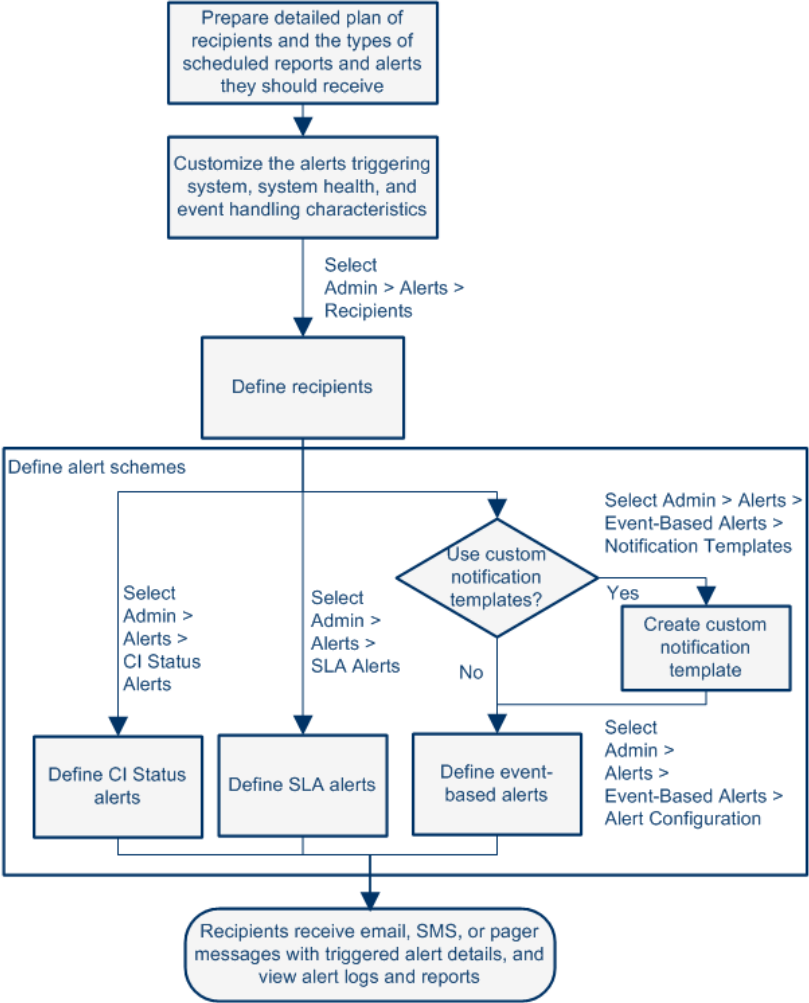 Prepare detailed plan of
recipients and the types of
scheduled reports and alerts
they should receive
Customize the alerts triggering
system, system health, and
event handling characteristics
Select
Admin > Alerts >
Recipients
Define recipients
Define alert schemes
Select
Admin >
Alerts >
CI Status
Alerts
Select
Admin >
Alerts >
SLA Alerts
Use custom
notification
templates?
Select Admin > Alerts >
Event-Based Alerts >
Notification Templates
Yes
Create custom
notification
template
No
Define CI Status
alerts
Define SLA alerts
Define event-
based alerts
Select
Admin >
Alerts >
Event-Based Alerts >
Alert Configuration
Recipients receive email, SMS, or pager
messages with triggered alert details, and
view alert logs and reports